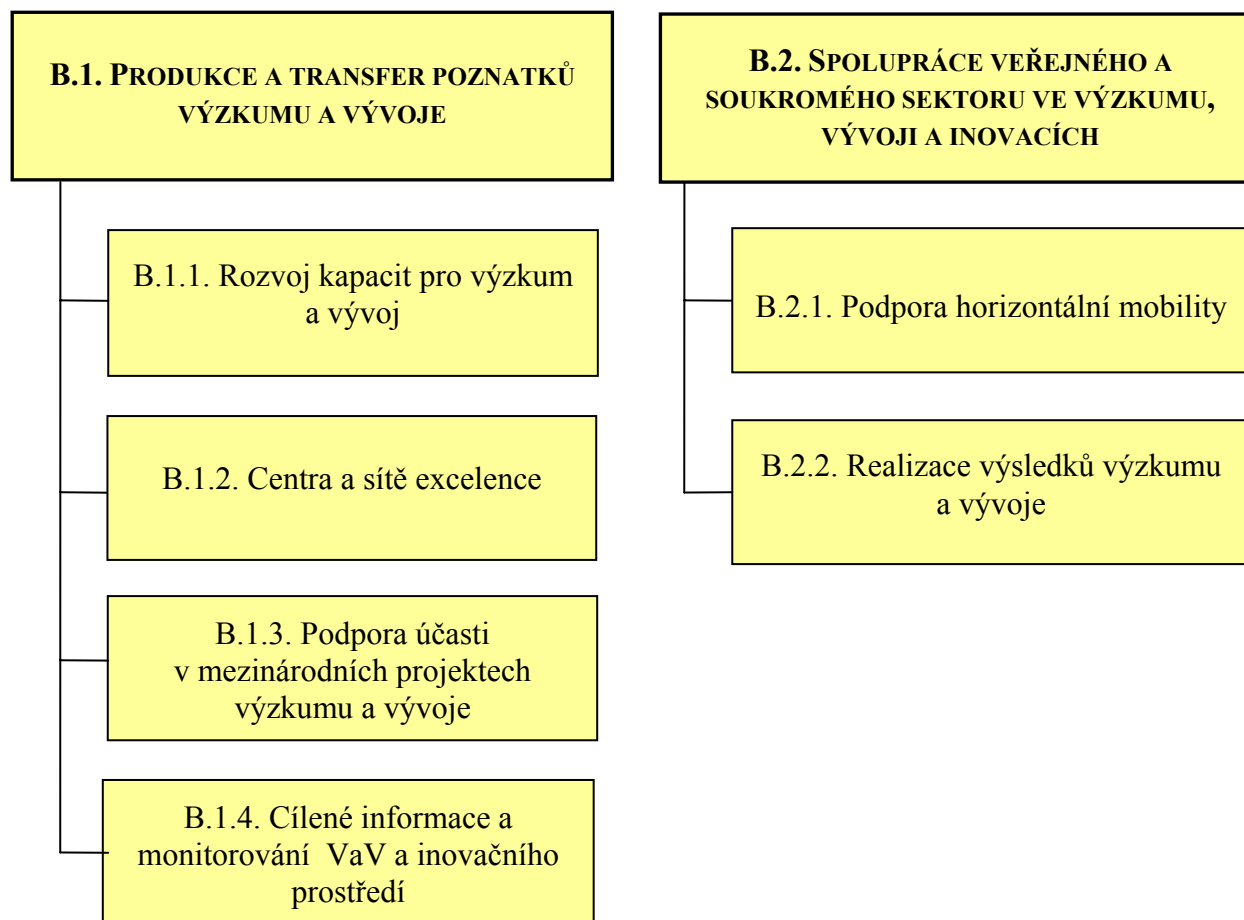 B.1. PRODUKCE A TRANSFER POZNATKŮ
VÝZKUMU A VÝVOJE
B.1.1. Rozvoj kapacit pro výzkum
a vývoj
B.1.2. Centra a sítě excelence
B.1.3. Podpora účasti
v mezinárodních projektech
výzkumu a vývoje
B.1.4. Cílené informace a
monitorování VaV a inovačního
prostředí
B.2. SPOLUPRÁCE VEŘEJNÉHO A
SOUKROMÉHO SEKTORU VE VÝZKUMU,
VÝVOJI A INOVACÍCH
B.2.1. Podpora horizontální mobility
B.2.2. Realizace výsledků výzkumu
a vývoje